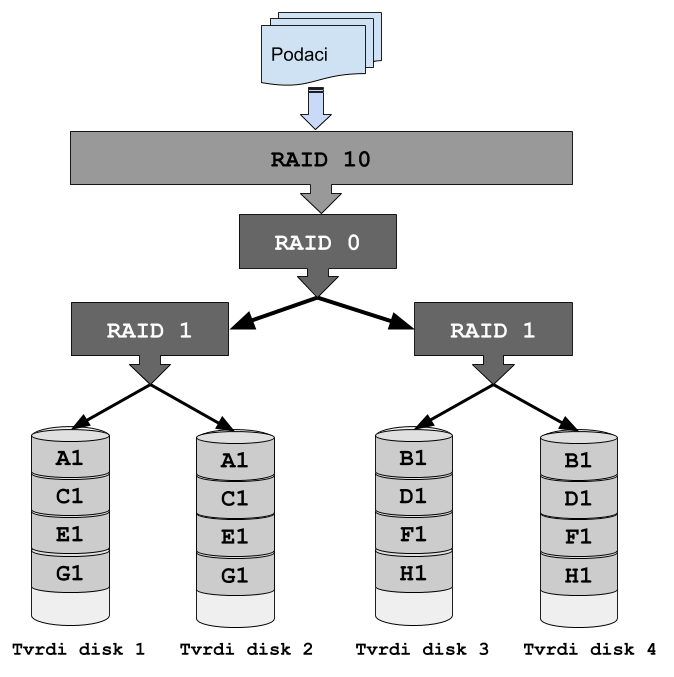 Podaci
RAID 10
RAID 0
RAID 1 RAID 1
A1 A1 B1 B1
C1 C1 D1 D1
E1 E1 F1 F1
G1 G1 H1 H1
Tvrdi disk 1 Tvrdi disk 2 Tvrdi disk 3 Tvrdi disk 4